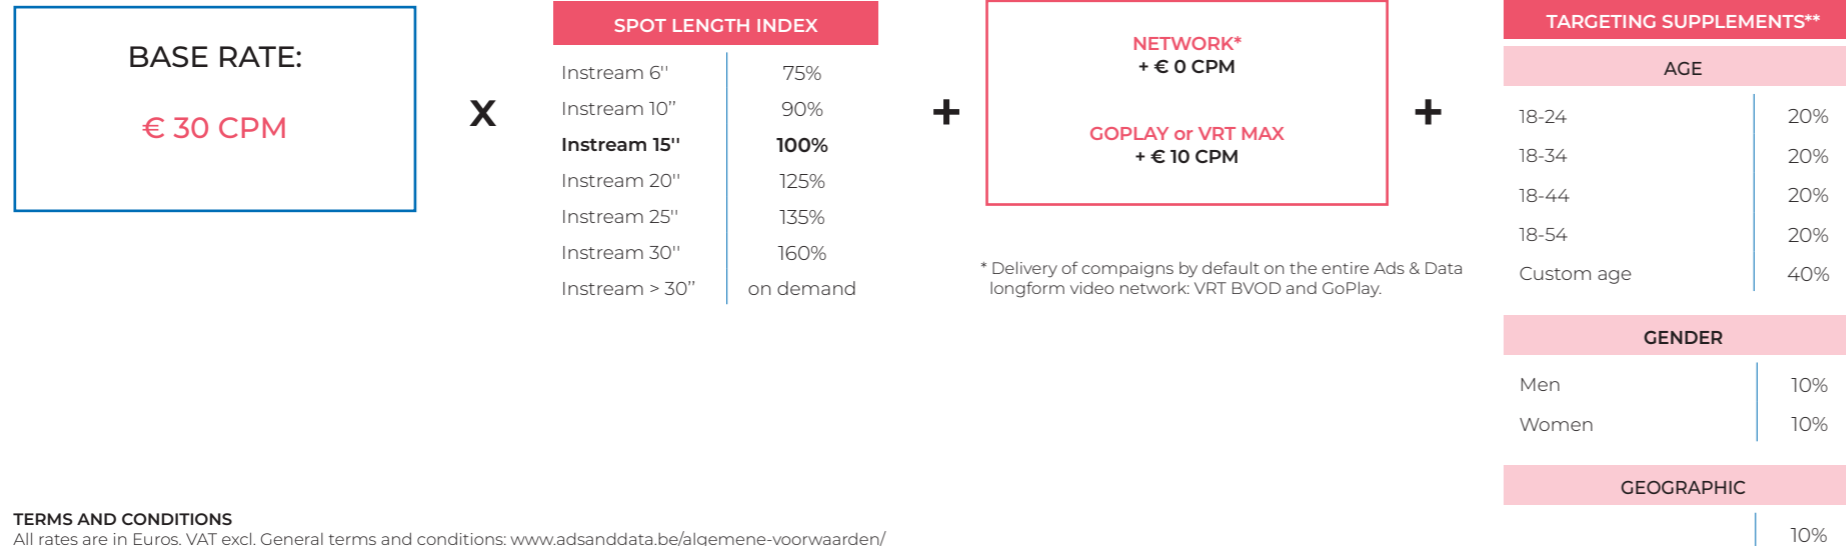 BASE RATE:
€ 30 CPM
x
SPOT LENGTH INDEX
Instream 6'' 75%
Instream 10’’ 90%
Instream 15'' 100%
Instream 20'' 125%
Instream 25'' 135%
Instream 30'' 160%
Instream > 30’’ on demand
+
NETWORK*
+ € 0 CPM
GOPLAY or VRT MAX
+ € 10 CPM
* Delivery of compaigns by default on the entire Ads & Data
longform video network: VRT BVOD and GoPlay.
+
TARGETING SUPPLEMENTS**
AGE
18-24 20%
18-34 20%
18-44 20%
18-54 20%
Custom age 40%
GENDER
Men 10%
Women 10%
GEOGRAPHIC
10%
TERMS AND CONDITIONS
All rates are in Euros, VAT excl. General terms and conditions: www.adsanddata.be/algemene-voorwaarden/